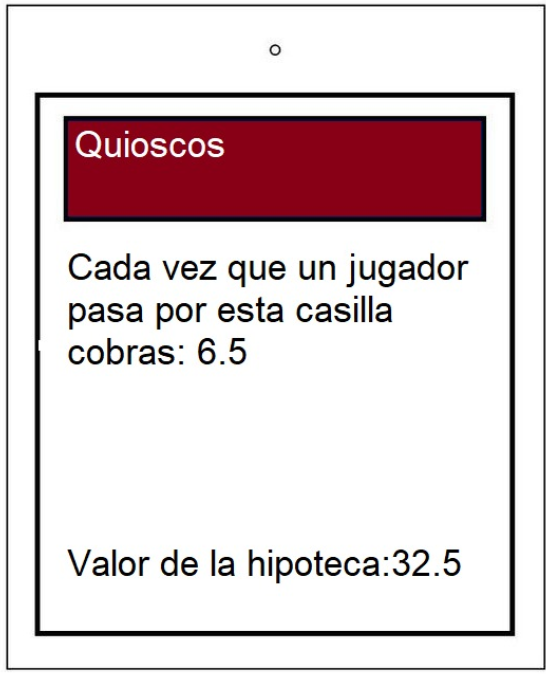 Quioscos
Cada vez que un jugador
pasa por esta casilla
cobras: 6.5
Valor de la hipoteca:32.5